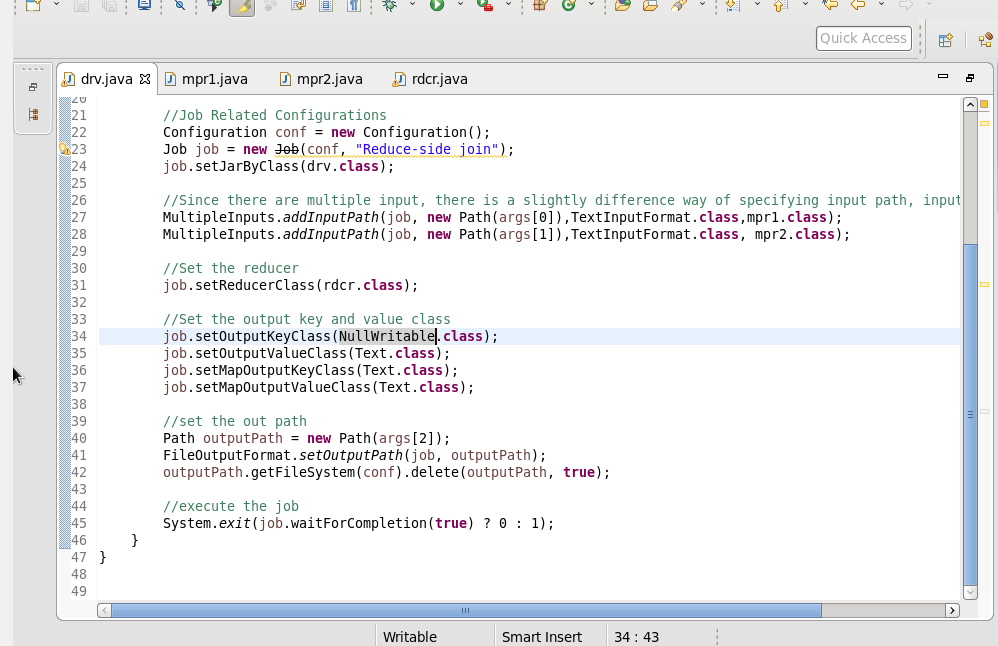 Quick Access
drv.java mpr1.java mpr2.java rdcr.java
20
21 //Job Related Configurations
22 Configuration conf = new Configuration();
23 Job job = new Job(conf, "Reduce-side join");
24 job.setJarByClass(drv.class);
25
26 //Since there are multiple input, there is a slightly difference way of specifying input path, input
27 MultipleInputs.addInputPath(job, new Path(args[0]),TextInputFormat.class,mpr1.class);
28 MultipleInputs.addInputPath(job, new Path(args[1]),TextInputFormat.class, mpr2.class);
29
30 //Set the reducer
31 job.setReducerClass(rdcr.class);
32
33 //Set the output key and value class
34 job.setOutputKeyClass(NullWritable.class);
35 job.setOutputValueClass(Text.class);
36 job.setMapOutputKeyClass(Text.class);
37 job.setMapOutputValueClass(Text.class);
38
39 //set the out path
40 Path outputPath = new Path(args[2]);
41 FileOutputFormat.setOutputPath(job, outputPath);
42 outputPath.getFileSystem(conf).delete(outputPath, true);
43
44 //execute the job
45 System.exit(job.waitForCompletion(true) ? 0 : 1);
46 }
47 }
48
49
Writable Smart Insert 34 : 43